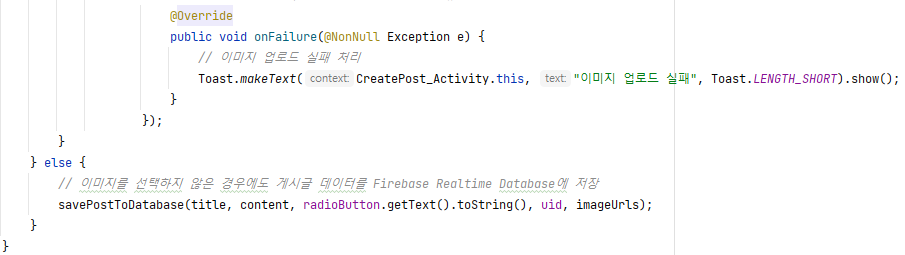 @Override
public void onFailure(@NonNull Exception e) {
// 이미지 업로드 실패 처리
Toast.makeText( context: CreatePost_Activity.this, text: "이미지 업로드 실패", Toast.LENGTH_SHORT).show();
}
});
}
} else {
// 이미지를 선택하지 않은 경우에도 게시글 데이터를 Firebase Realtime Database에 저장
savePostToDatabase(title, content, radioButton.getText().toString(), uid, imageUrls);
}
}